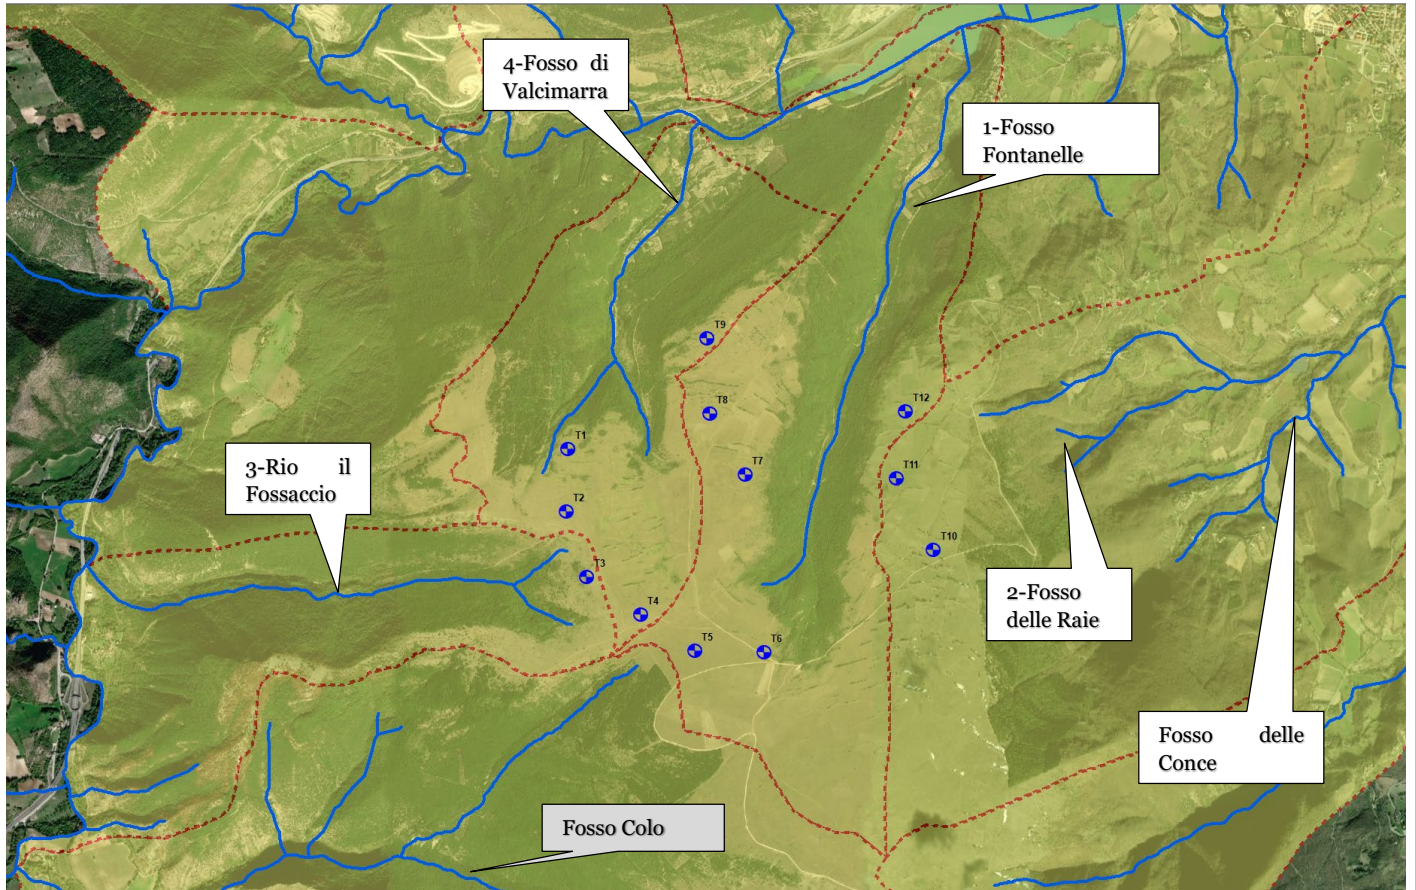 4-Fosso di
Valcimarra
1-Fosso
Fontanelle
T9
T8
T12
T1
T7
T11
3-Rio il
Fossaccio
T2
T10
T3
2-Fosso
delle Raie
T4
T5
T6
Fosso delle
Conce
Fosso Colo